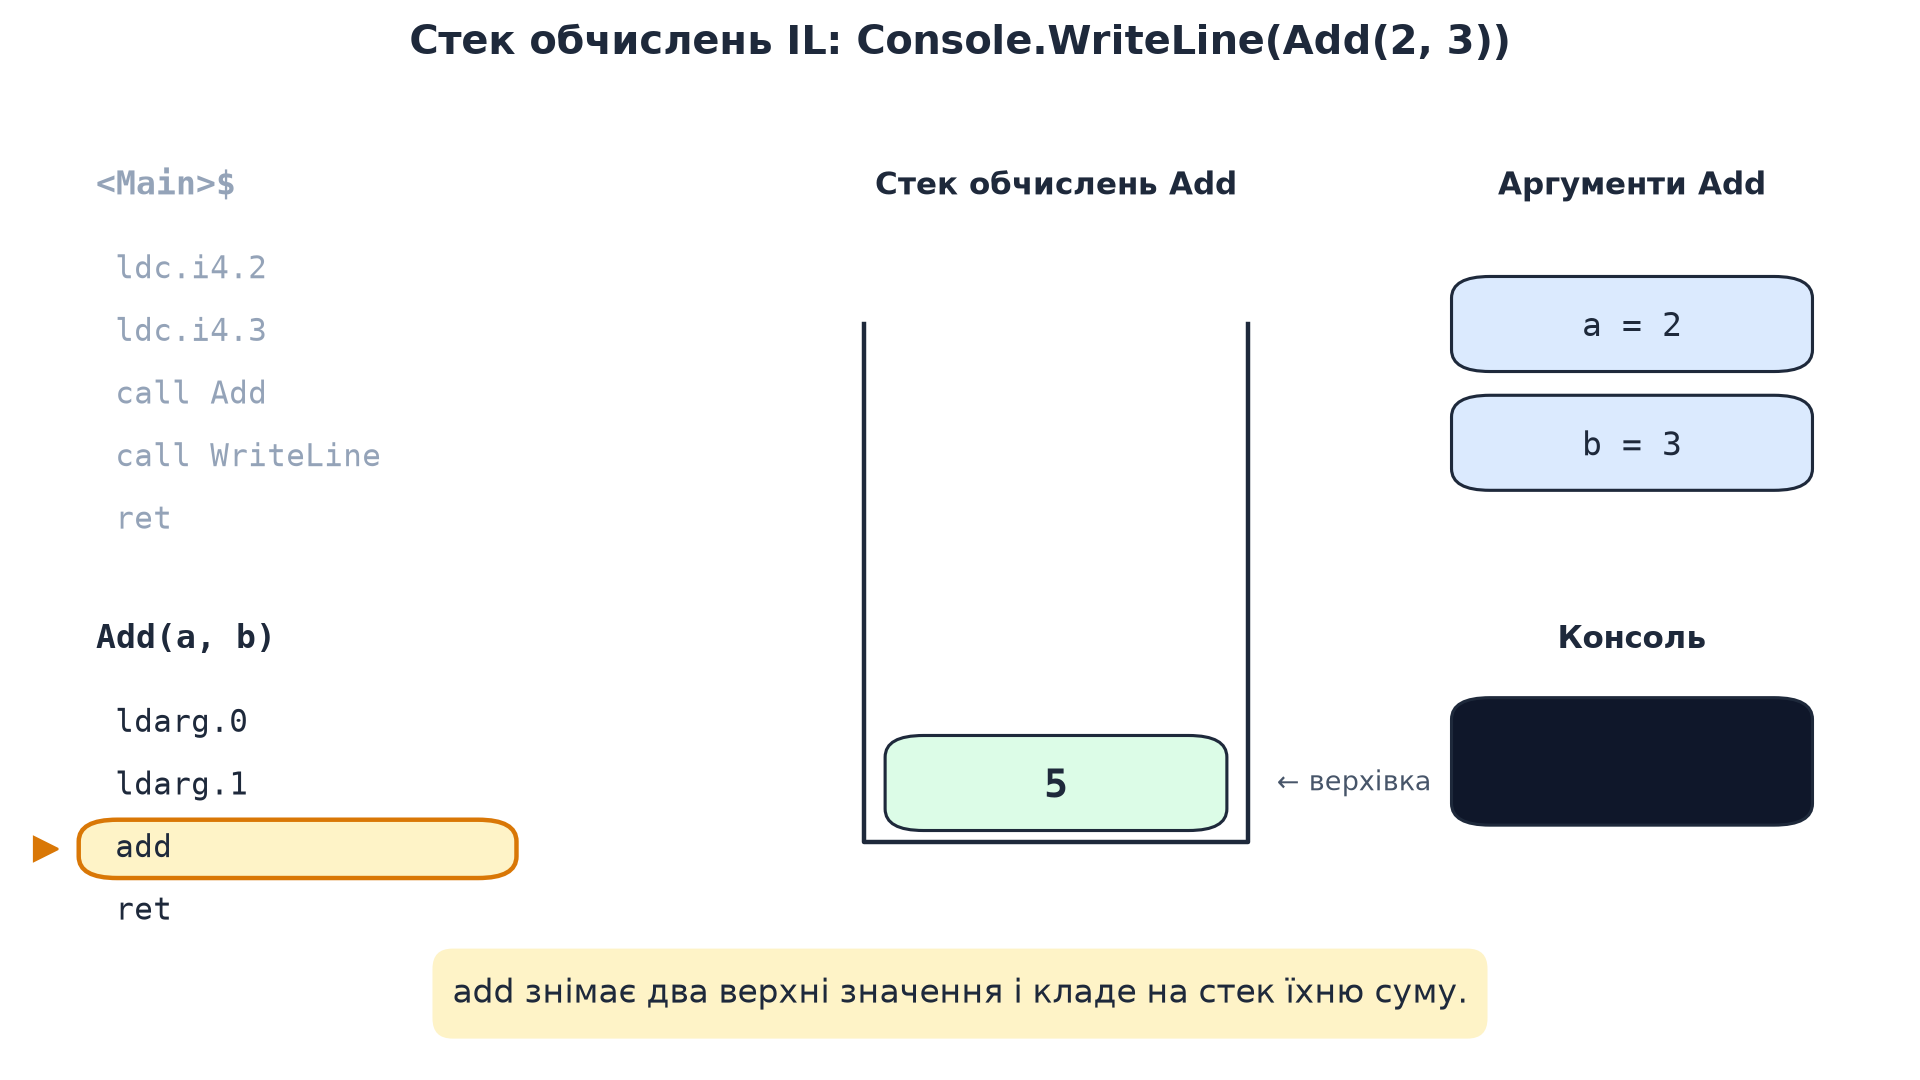 Стек обчислень IL: Console.WriteLine(Add(2, 3))
<Main>$
ldc.i4.2
ldc.i4.3
call Add
call WriteLine
ret
Add(a, b)
ldarg.0
ldarg.1
add
ret
Стек обчислень Add
5
← верхівка
Аргументи Add
a = 2
b = 3
Консоль
add знімає два верхні значення і кладе на стек їхню суму.